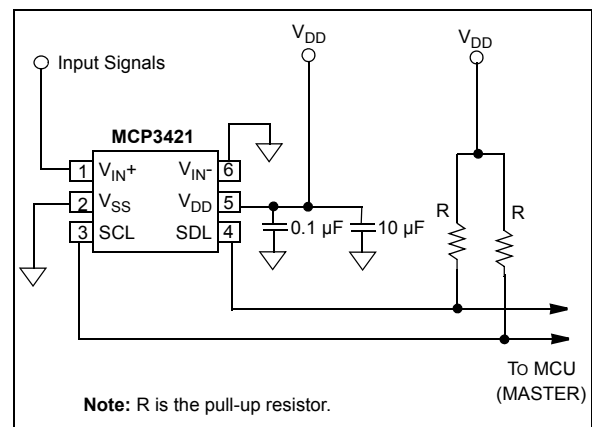 V_DD
V_DD
Input Signals
MCP3421
1 V_IN+ V_IN- 6
2 V_SS V_DD 5
3 SCL SDL 4
0.1 µF
10 µF
R
R
TO MCU
(MASTER)
Note: R is the pull-up resistor.